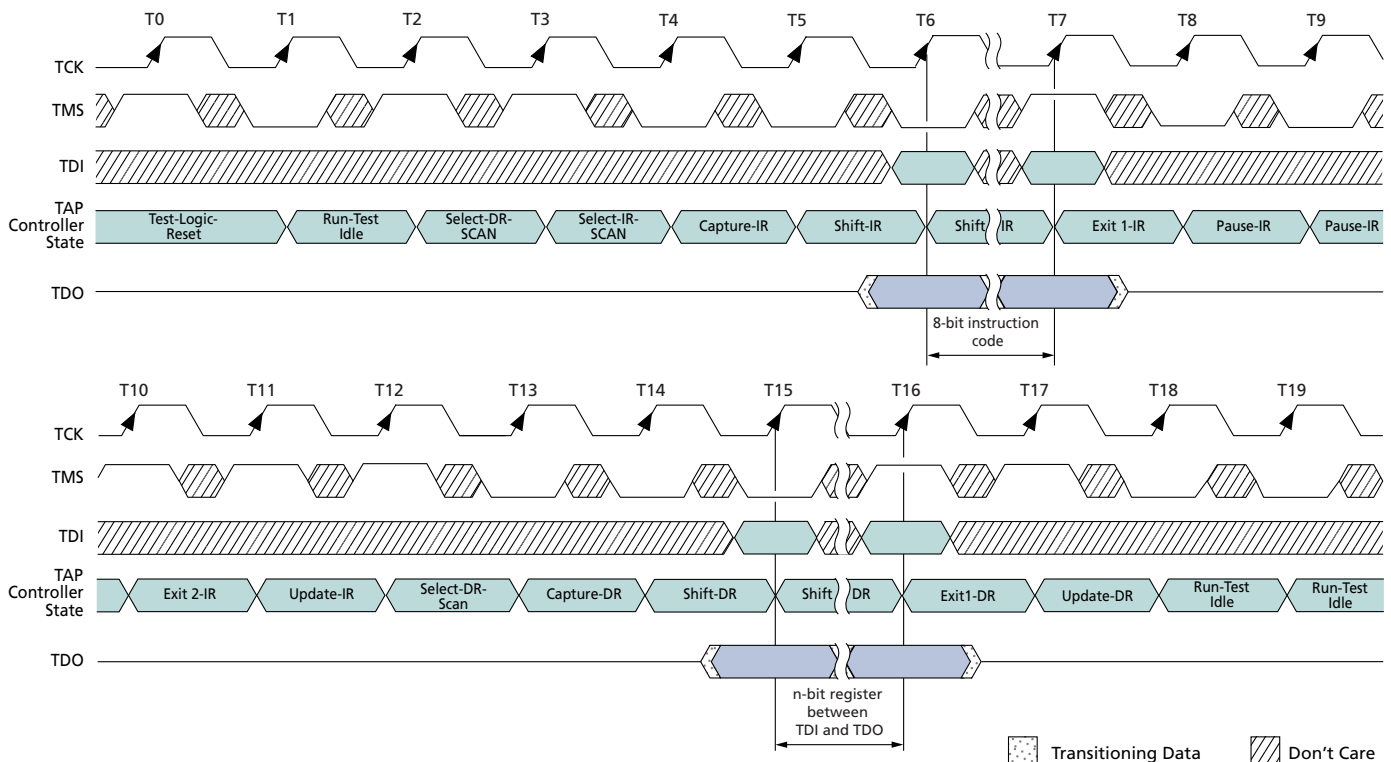 T0 T1 T2 T3 T4 T5 T6 T7 T8 T9
TCK
TMS
TDI
TAP
Controller
State
Test-Logic-
Reset
Run-Test
Idle
Select-DR-
SCAN
Select-IR-
SCAN
Capture-IR
Shift-IR
Shift IR
Exit 1-IR
Pause-IR
Pause-IR
TDO
8-bit instruction
code
T10 T11 T12 T13 T14 T15 T16 T17 T18 T19
TCK
TMS
TDI
TAP
Controller
State
Exit 2-IR
Update-IR
Select-DR-
Scan
Capture-DR
Shift-DR
Shift DR
Exit1-DR
Update-DR
Run-Test
Idle
Run-Test
Idle
TDO
n-bit register
between
TDI and TDO
Transitioning Data
Don't Care